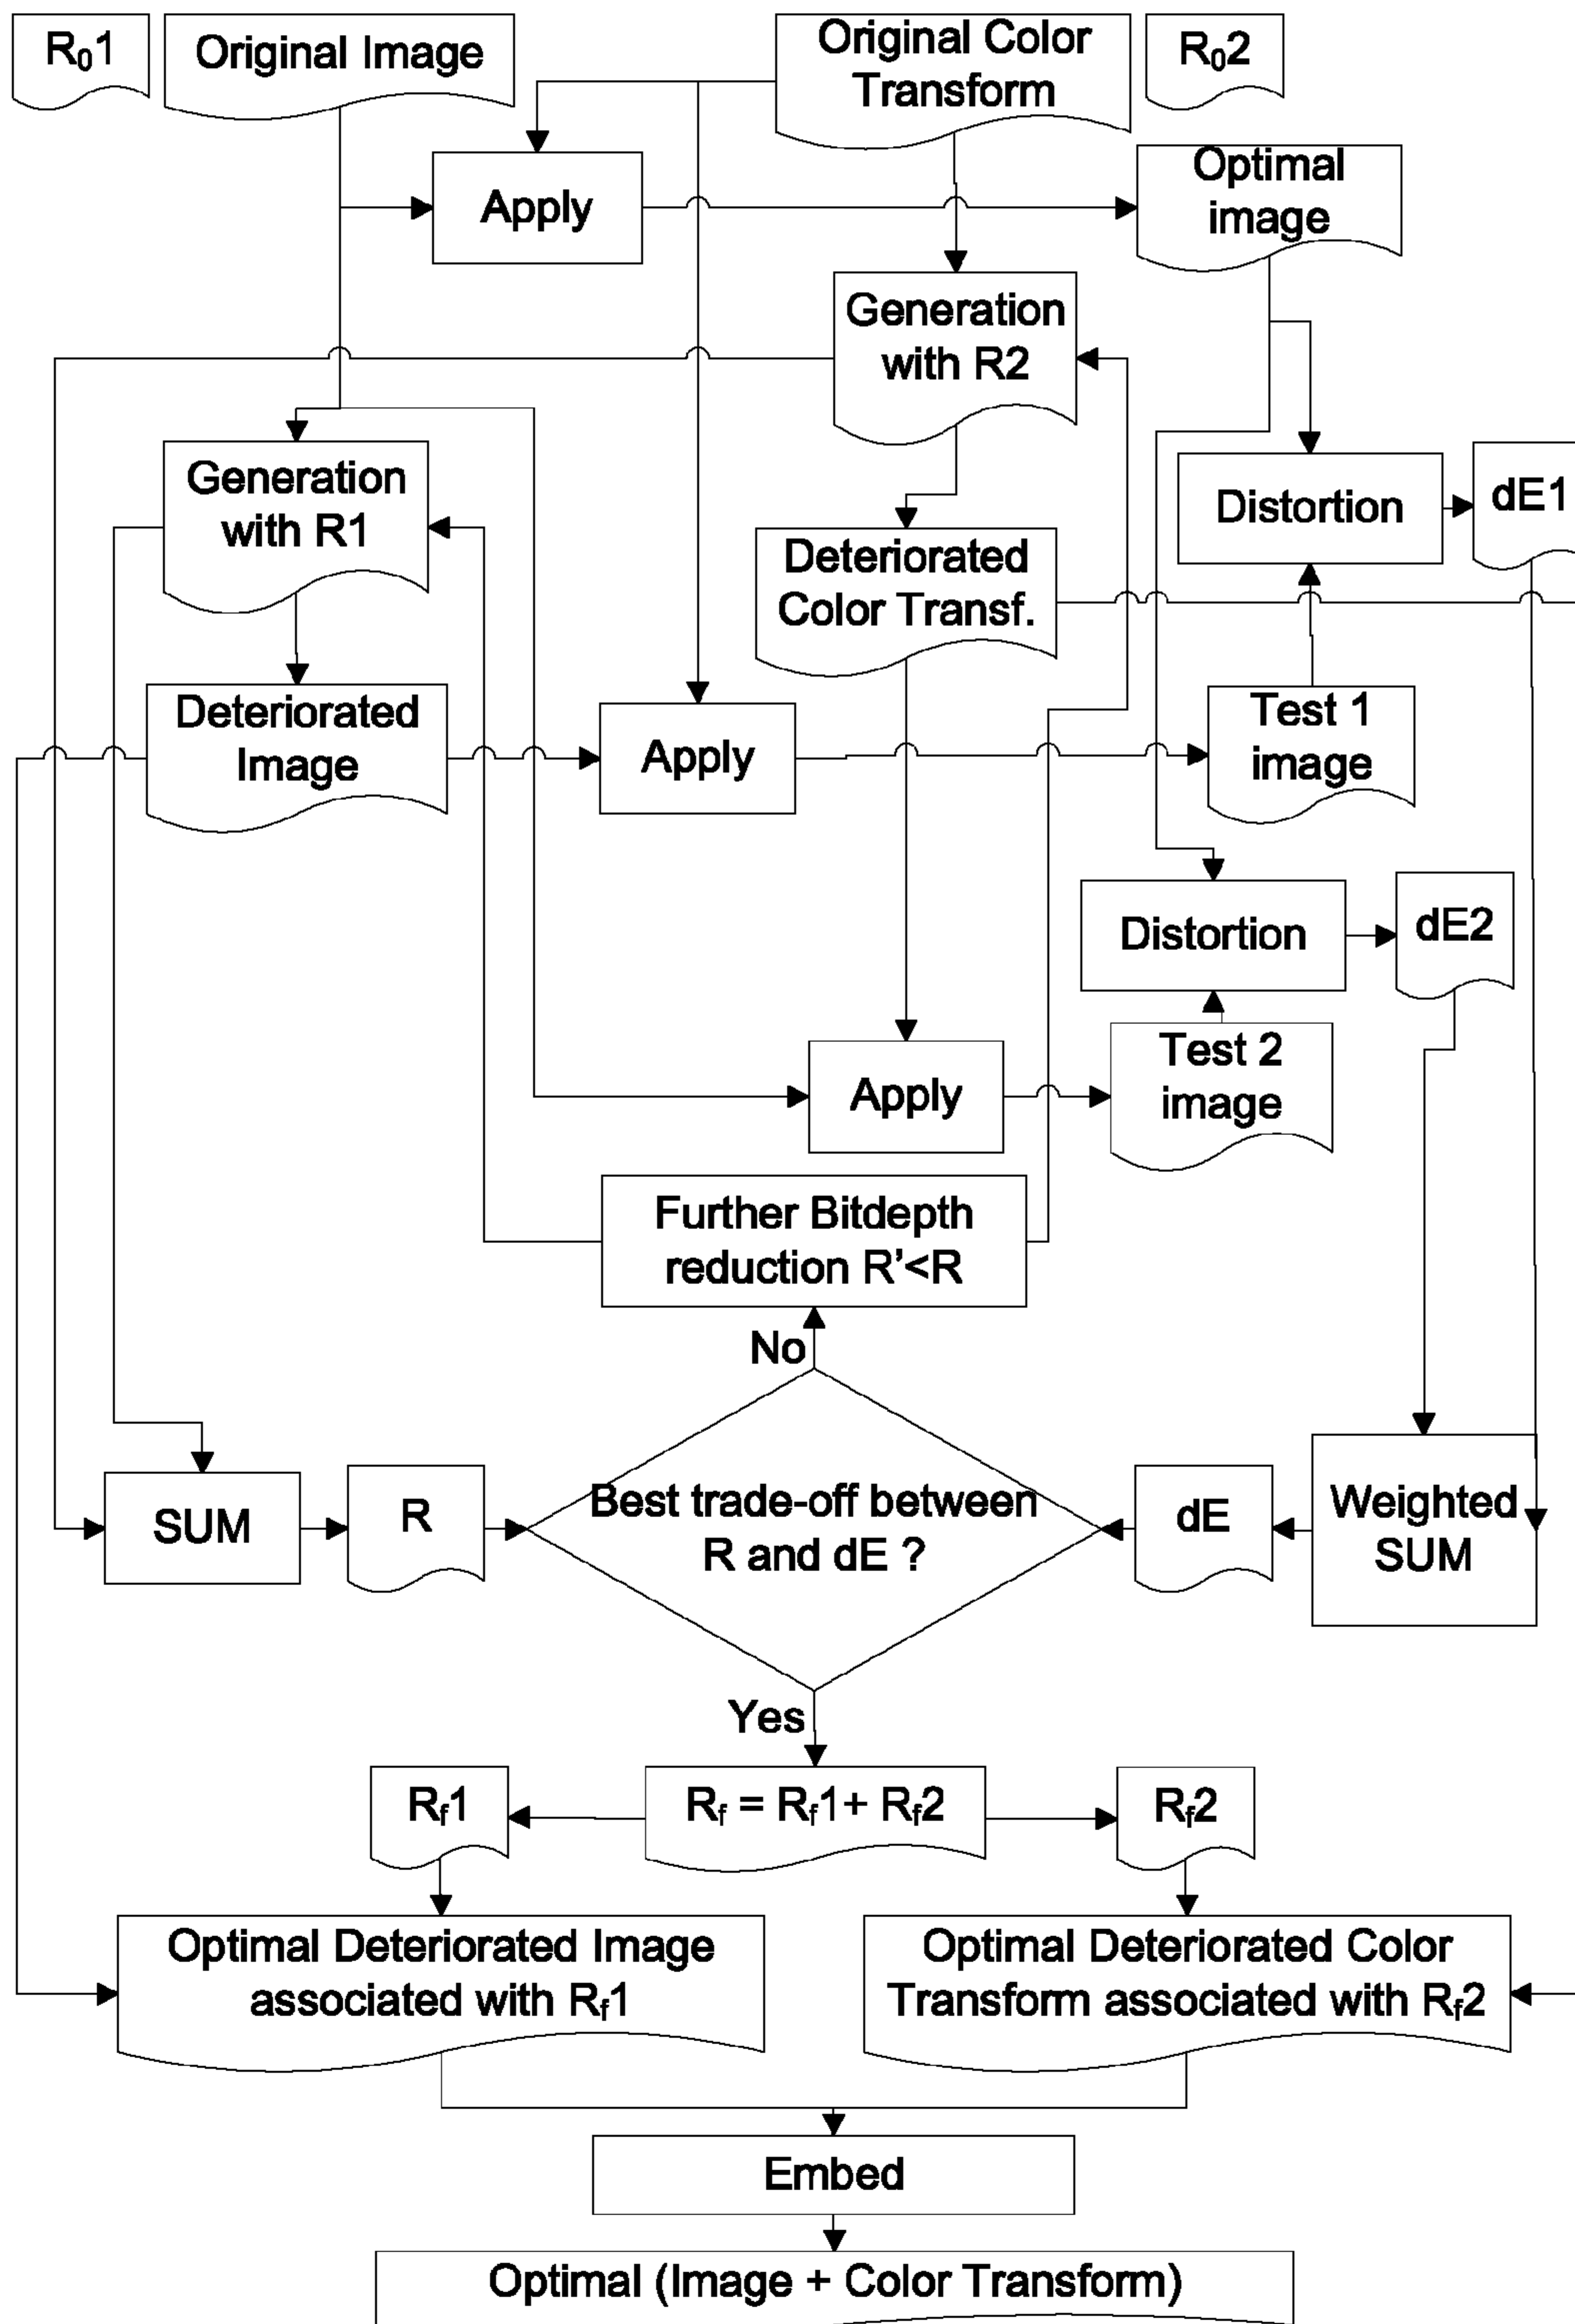 R₀1
Original Image
Original Color
Transform
R₀2
Apply
Optimal
image
Generation
with R2
Generation
with R1
Distortion
dE1
Deteriorated
Color Transf.
Deteriorated
Image
Apply
Test 1
image
Distortion
dE2
Apply
Test 2
image
Further Bitdepth
reduction R'<R
No
SUM
R
Best trade-off between
R and dE ?
dE
Weighted
SUM
Yes
R_f1
R_f = R_f1+ R_f2
R_f2
Optimal Deteriorated Image
associated with R_f1
Optimal Deteriorated Color
Transform associated with R_f2
Embed
Optimal (Image + Color Transform)